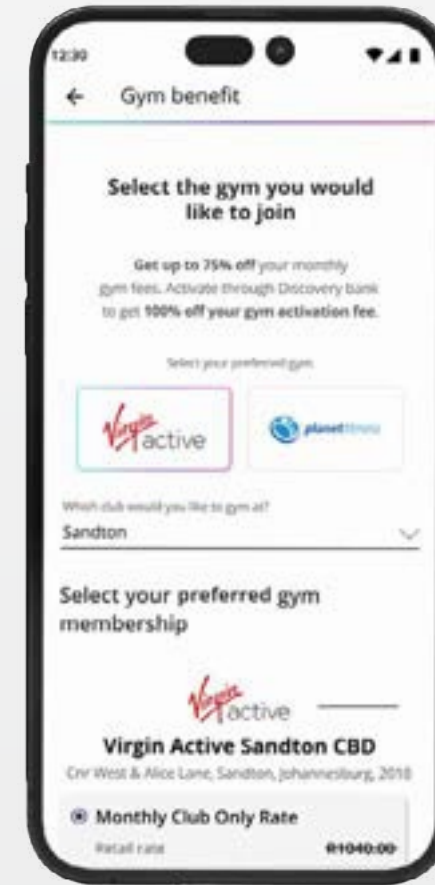 12:30
Gym benefit
Select the gym you would
like to join
Get up to 75% off your monthly
gym fees. Activate through Discovery bank
to get 100% off your gym activation fee.
Select your preferred gym
Virgin active
planet fitness
Which club would you like to gym at?
Sandton
Select your preferred gym
membership
Virgin active
Virgin Active Sandton CBD
Cnr West & Alice Lane, Sandton, Johannesburg, 2010
Monthly Club Only Rate
Retail rate R1040:00